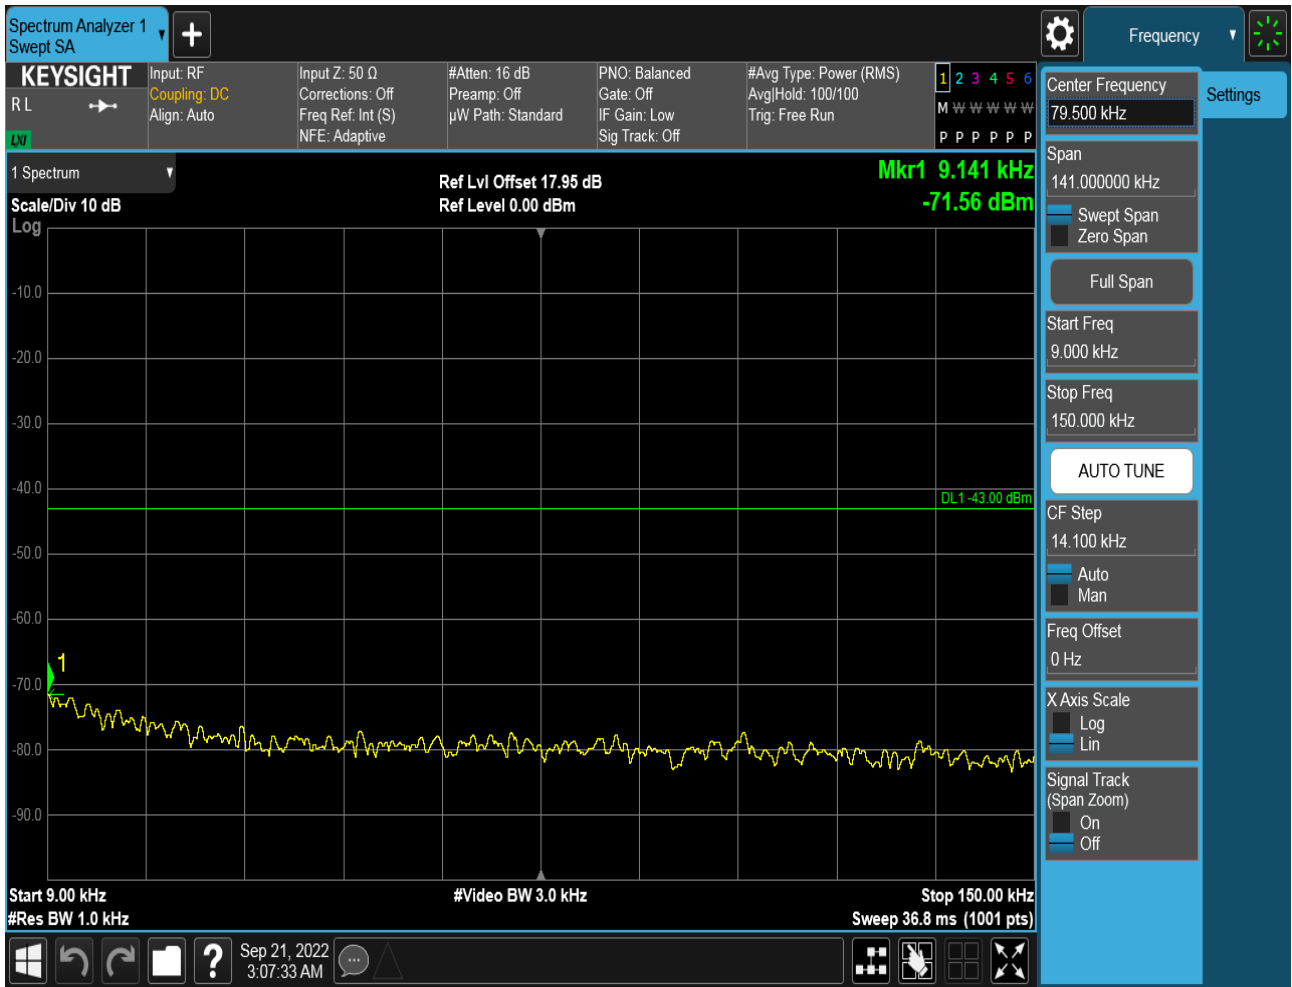 Spectrum Analyzer 1
Swept SA
+
Frequency
KEYSIGHT
R L
LXI
Input: RF
Coupling: DC
Align: Auto
Input Z: 50 Ω
Corrections: Off
Freq Ref: Int (S)
NFE: Adaptive
#Atten: 16 dB
Preamp: Off
µW Path: Standard
PNO: Balanced
Gate: Off
IF Gain: Low
Sig Track: Off
#Avg Type: Power (RMS)
Avg|Hold: 100/100
Trig: Free Run
1 2 3 4 5 6
M W W W W W
P P P P P P
1 Spectrum
Scale/Div 10 dB
Log
Ref Lvl Offset 17.95 dB
Ref Level 0.00 dBm
Mkr1 9.141 kHz
-71.56 dBm
-10.0
-20.0
-30.0
-40.0
DL1 -43.00 dBm
-50.0
-60.0
1
-70.0
-80.0
-90.0
Start 9.00 kHz
#Video BW 3.0 kHz
Stop 150.00 kHz
#Res BW 1.0 kHz
Sweep 36.8 ms (1001 pts)
?
Sep 21, 2022
3:07:33 AM
Center Frequency
79.500 kHz
Settings
Span
141.000000 kHz
Swept Span
Zero Span
Full Span
Start Freq
9.000 kHz
Stop Freq
150.000 kHz
AUTO TUNE
CF Step
14.100 kHz
Auto
Man
Freq Offset
0 Hz
X Axis Scale
Log
Lin
Signal Track
(Span Zoom)
On
Off